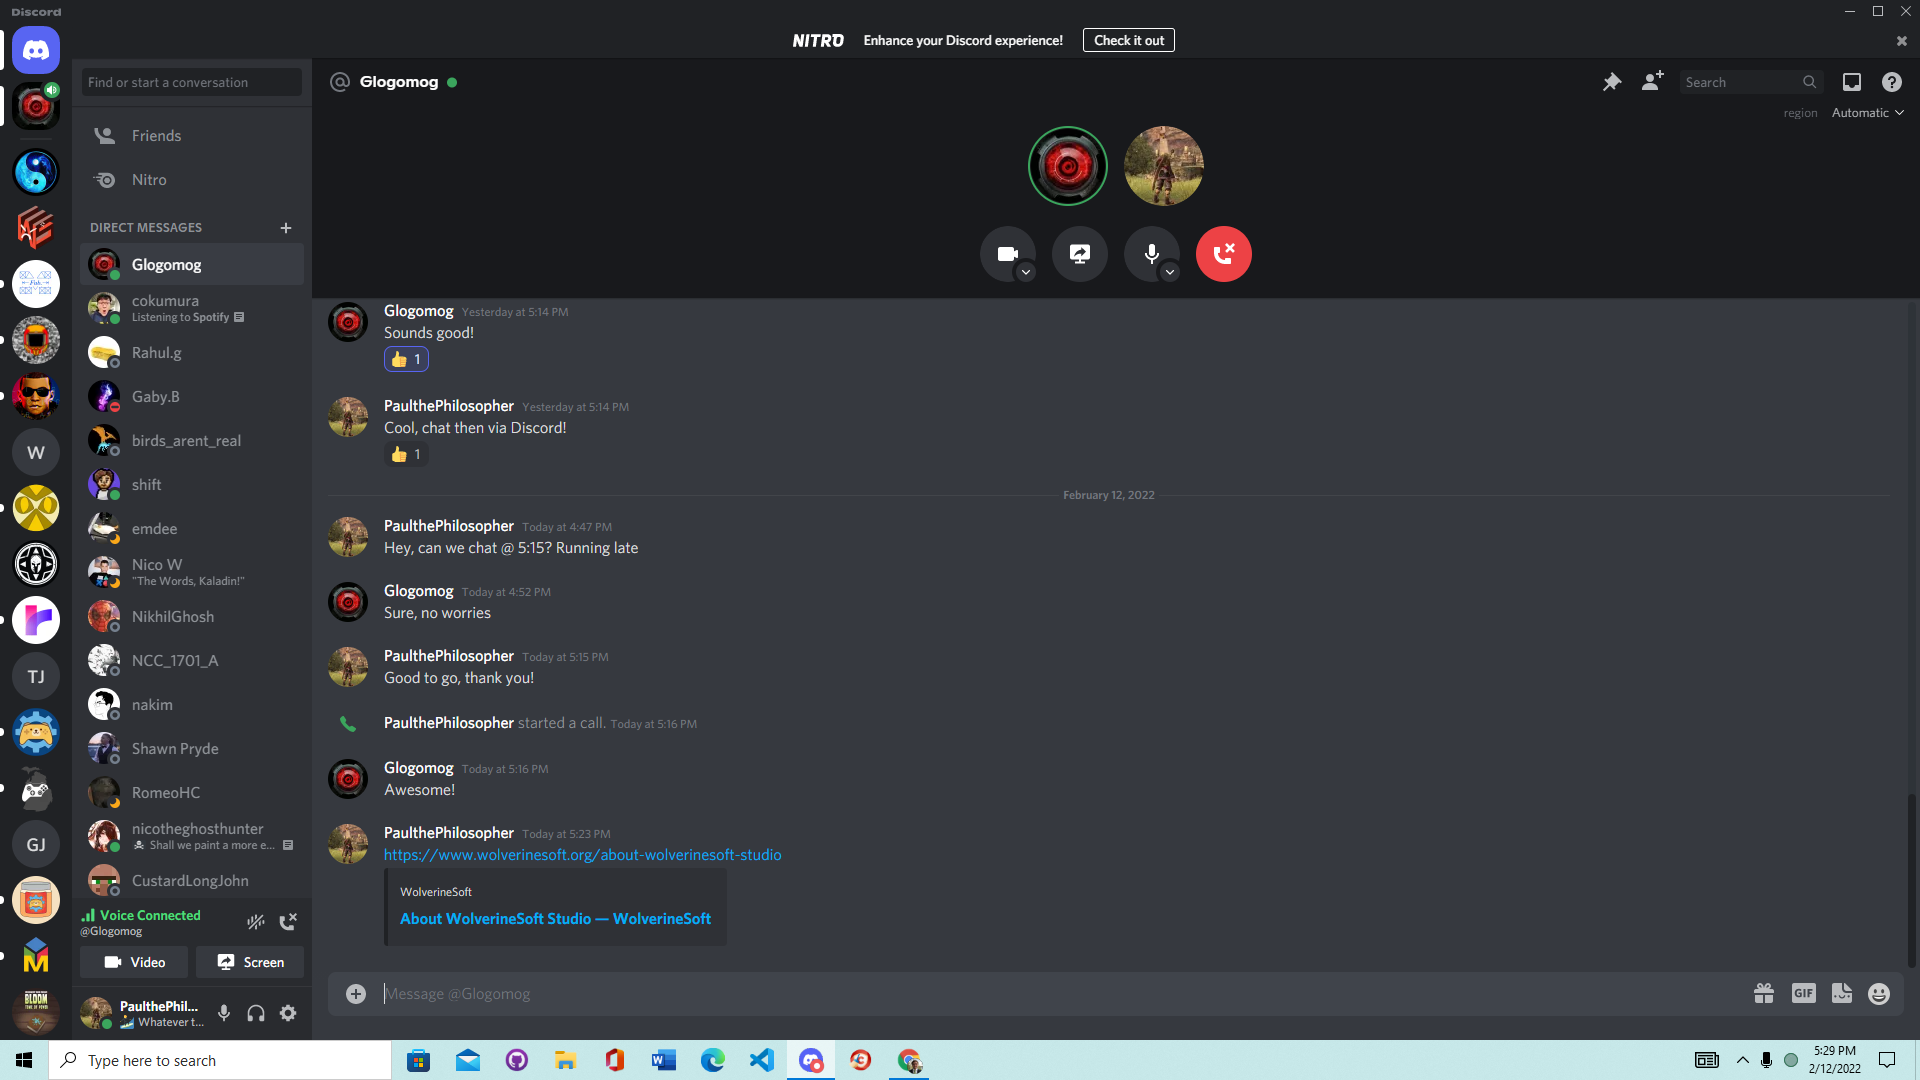 Discord
NITRO Enhance your Discord experience! Check it out
Find or start a conversation
Friends
Nitro
DIRECT MESSAGES
Glogomog
cokumura
Listening to Spotify
Rahul.g
Gaby.B
birds_arent_real
shift
emdee
Nico W
"The Words, Kaladin!"
NikhilGhosh
NCC_1701_A
nakim
Shawn Pryde
RomeoHC
nicotheghosthunter
Shall we paint a more e...
CustardLongJohn
Voice Connected
@Glogomog
Video Screen
PaulthePhil...
Whatever t...
W
TJ
GJ
BLOOM
@ Glogomog
Search
region Automatic
Glogomog Yesterday at 5:14 PM
Sounds good!
1
PaulthePhilosopher Yesterday at 5:14 PM
Cool, chat then via Discord!
1
February 12, 2022
PaulthePhilosopher Today at 4:47 PM
Hey, can we chat @ 5:15? Running late
Glogomog Today at 4:52 PM
Sure, no worries
PaulthePhilosopher Today at 5:15 PM
Good to go, thank you!
PaulthePhilosopher started a call. Today at 5:16 PM
Glogomog Today at 5:16 PM
Awesome!
PaulthePhilosopher Today at 5:23 PM
https://www.wolverinesoft.org/about-wolverinesoft-studio
WolverineSoft
About WolverineSoft Studio — WolverineSoft
Message @Glogomog
GIF
Type here to search
5:29 PM
2/12/2022